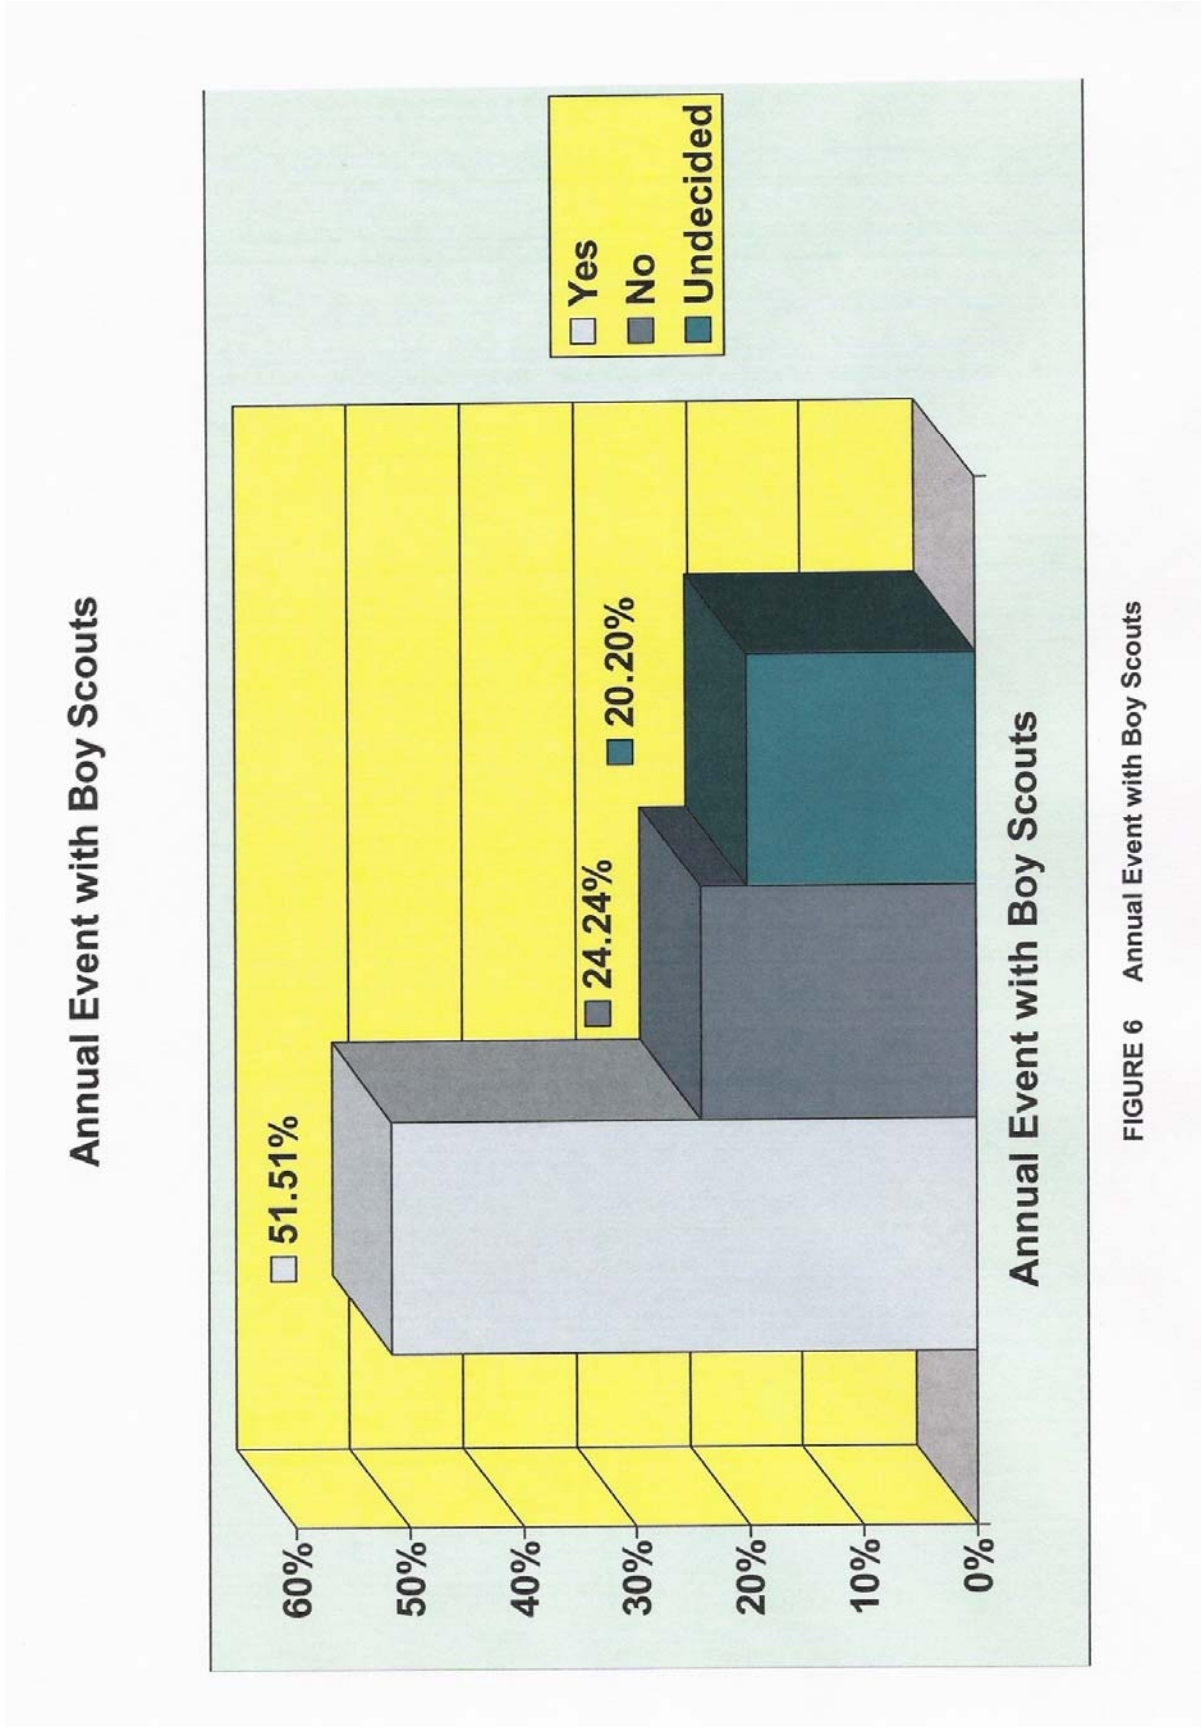 Annual Event with Boy Scouts
60%
50%
40%
30%
20%
10%
0%
51.51%
24.24%
20.20%
Yes
No
Undecided
Annual Event with Boy Scouts
FIGURE 6 Annual Event with Boy Scouts